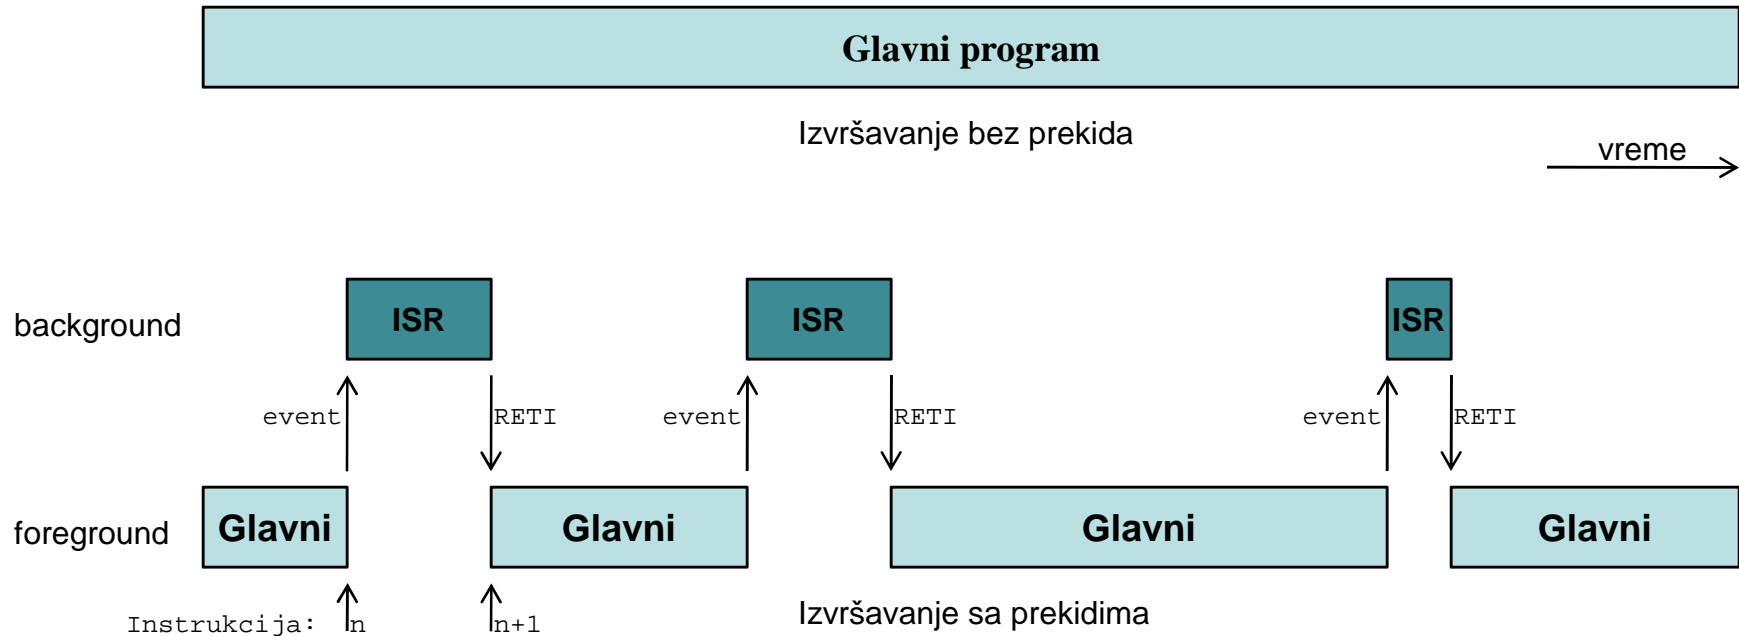 Glavni program
Izvršavanje bez prekida
vreme
background
ISR
ISR
ISR
event
RETI
event
RETI
event
RETI
foreground
Glavni
Glavni
Glavni
Glavni
Instrukcija: n
n+1
Izvršavanje sa prekidima